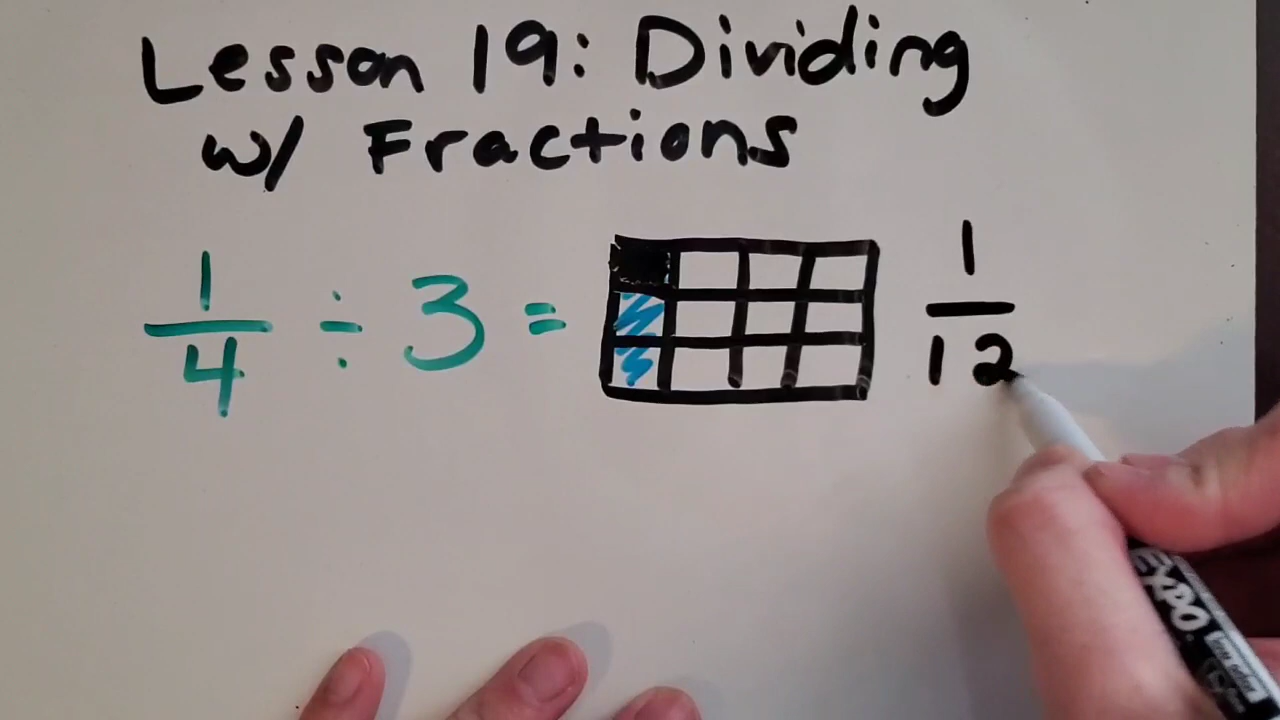 Lesson 19: Dividing
w/ Fractions
1/4 ÷ 3 = 1/12
EXPO